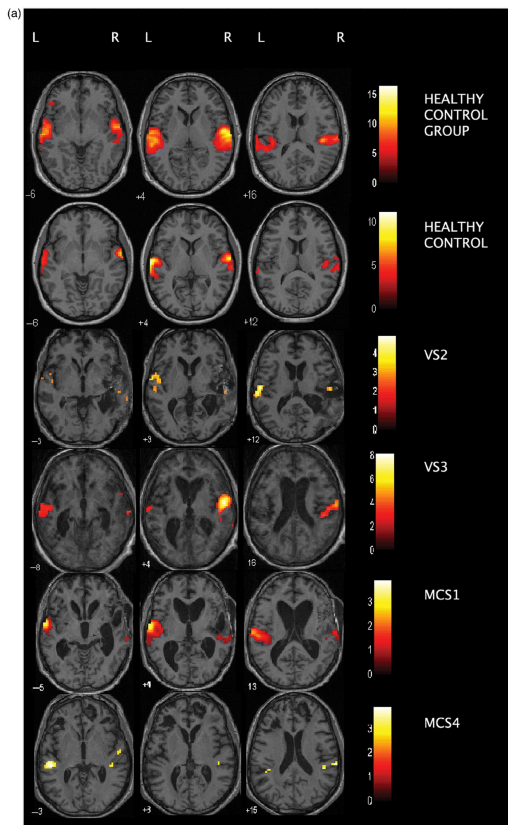 (a)
L R L R L R
-6 +4 +16
15
10
5
0
HEALTHY
CONTROL
GROUP
-6 +4 +12
10
5
0
HEALTHY
CONTROL
-3 +3 +12
4
3
2
1
0
VS2
-8 +4 16
8
6
4
2
0
VS3
-5 +4 13
3
2
1
0
MCS1
-3 +3 +15
3
2
1
0
MCS4